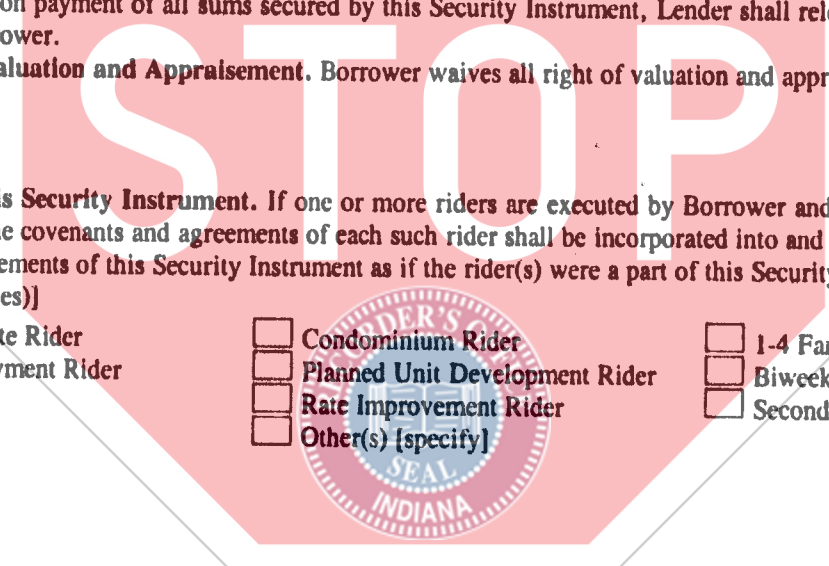 on payment of all sums secured by this Security Instrument, Lender shall rele
ower.
aluation and Appraisement. Borrower waives all right of valuation and appr
STOP
is Security Instrument. If one or more riders are executed by Borrower and
e covenants and agreements of each such rider shall be incorporated into and
ements of this Security Instrument as if the rider(s) were a part of this Security
es)]
te Rider
Condominium Rider
1-4 Fa
yment Rider
Planned Unit Development Rider
Biweek
Rate Improvement Rider
Second
Other(s) [specify]
RECORDER'S OFFICE
SEAL
INDIANA